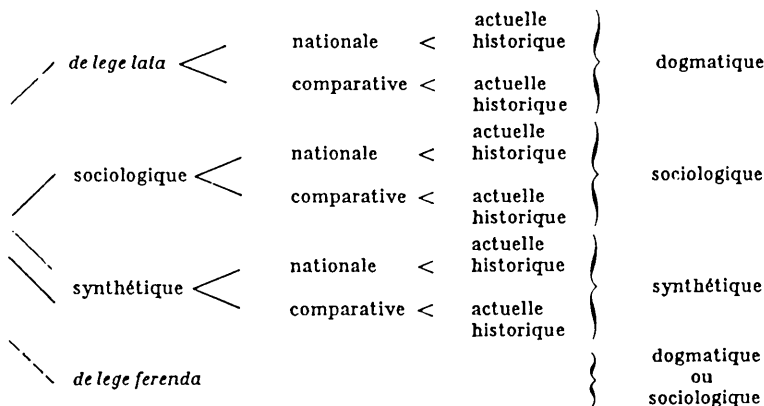 actuelle
nationale < historique
de lege lata < dogmatique
comparative < actuelle
historique
actuelle
nationale < historique
sociologique < sociologique
comparative < actuelle
historique
actuelle
nationale < historique
synthétique < synthétique
comparative < actuelle
historique
dogmatique
de lege ferenda ou
sociologique